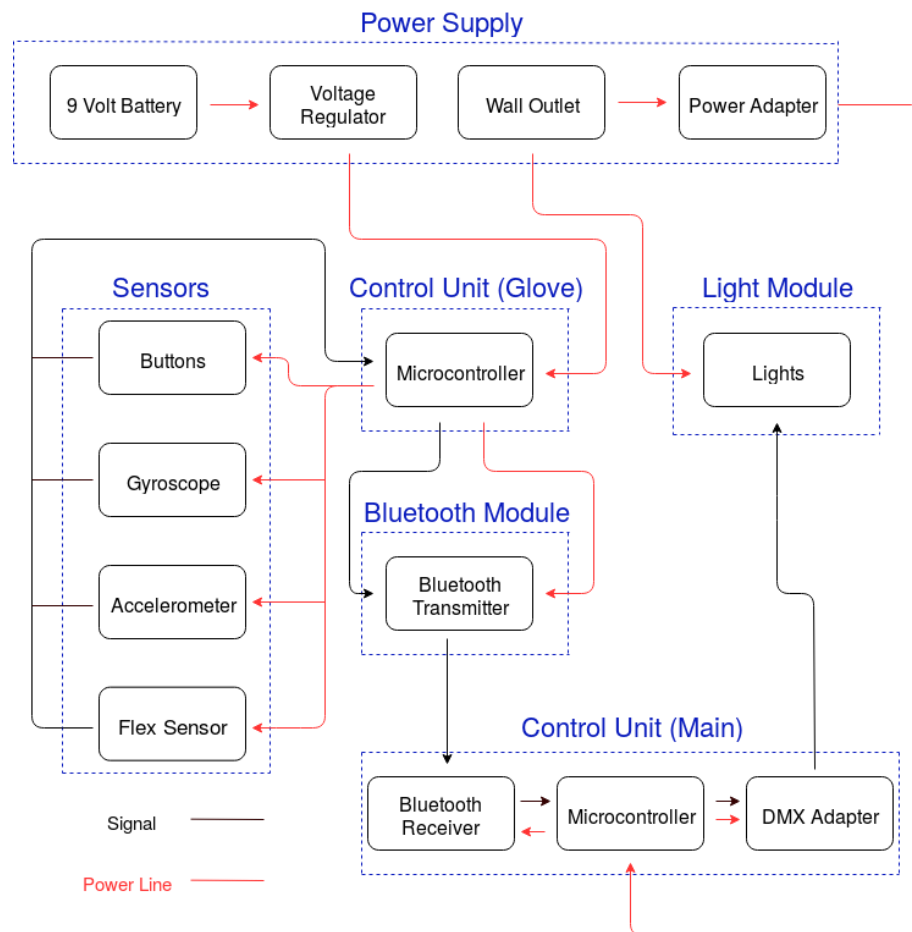 Power Supply
9 Volt Battery
Voltage
Regulator
Wall Outlet
Power Adapter
Sensors
Control Unit (Glove)
Light Module
Buttons
Microcontroller
Lights
Gyroscope
Bluetooth Module
Accelerometer
Bluetooth
Transmitter
Flex Sensor
Control Unit (Main)
Bluetooth
Receiver
Microcontroller
DMX Adapter
Signal
Power Line